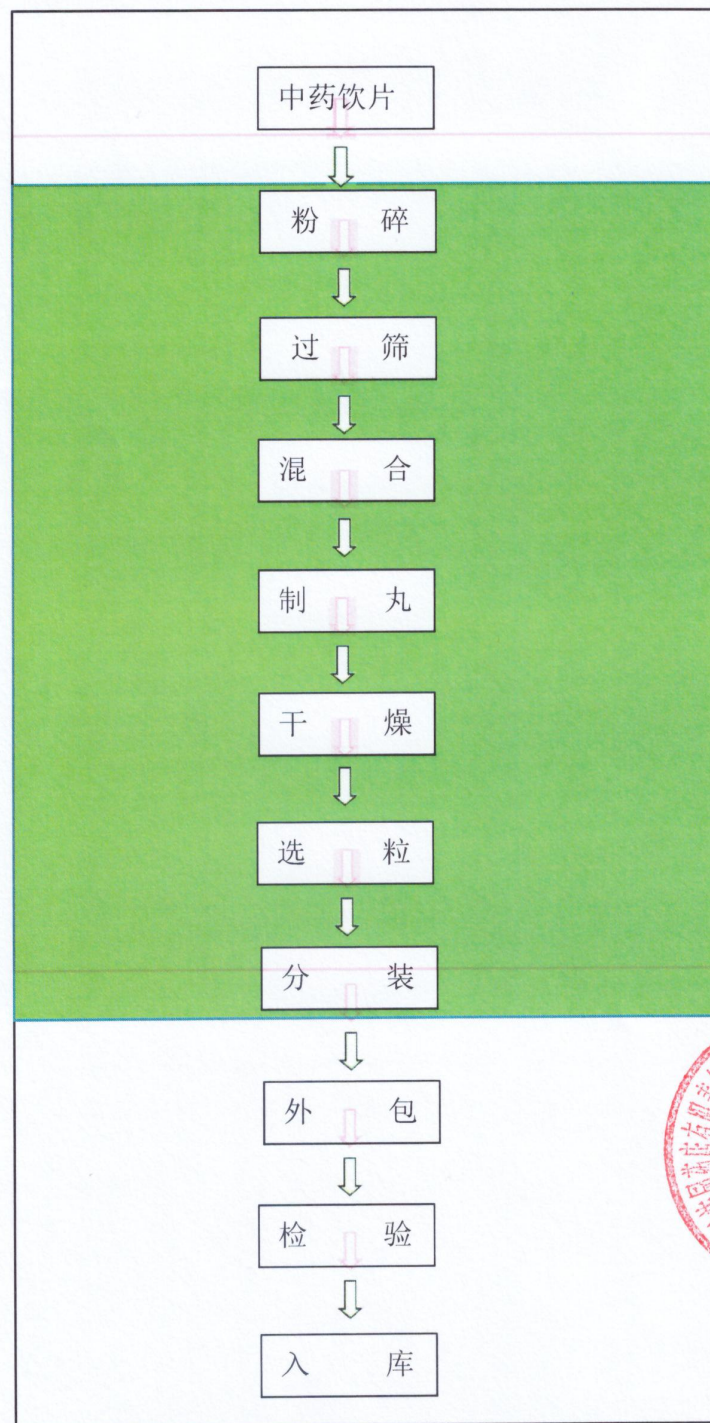 中药饮片
粉 碎
过 筛
混 合
制 丸
干 燥
选 粒
分 装
外 包
检 验
入 库